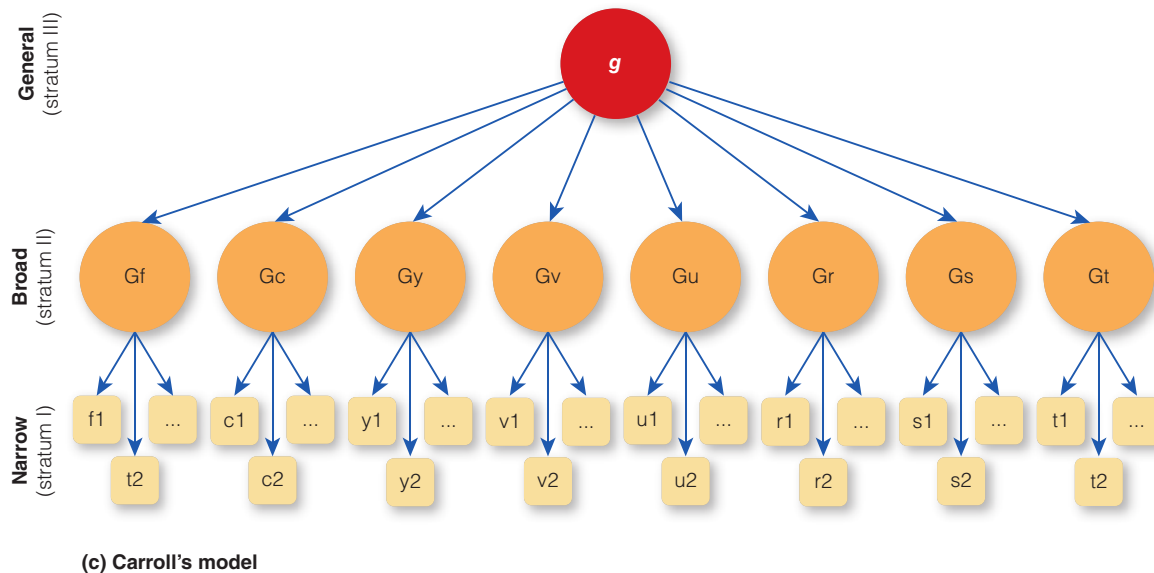 General
(stratum III)
g
Broad
(stratum II)
Gf Gc Gy Gv Gu Gr Gs Gt
Narrow
(stratum I)
f1 ... c1 ... y1 ... v1 ... u1 ... r1 ... s1 ... t1 ...
t2 c2 y2 v2 u2 r2 s2 t2
(c) Carroll's model